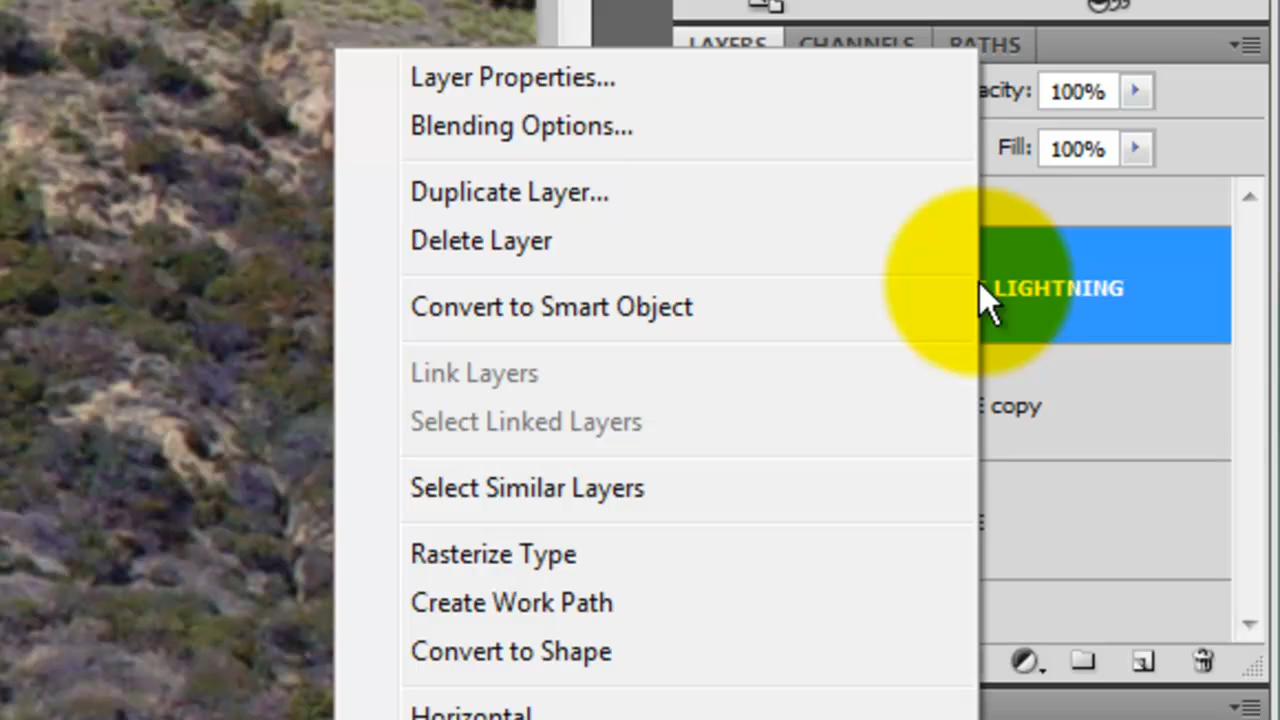 LAYERS CHANNELS PATHS
Layer Properties...
acity: 100%
Blending Options...
Fill: 100%
Duplicate Layer...
Delete Layer
LIGHTNING
Convert to Smart Object
Link Layers
copy
Select Linked Layers
Select Similar Layers
Rasterize Type
Create Work Path
Convert to Shape
Horizontal